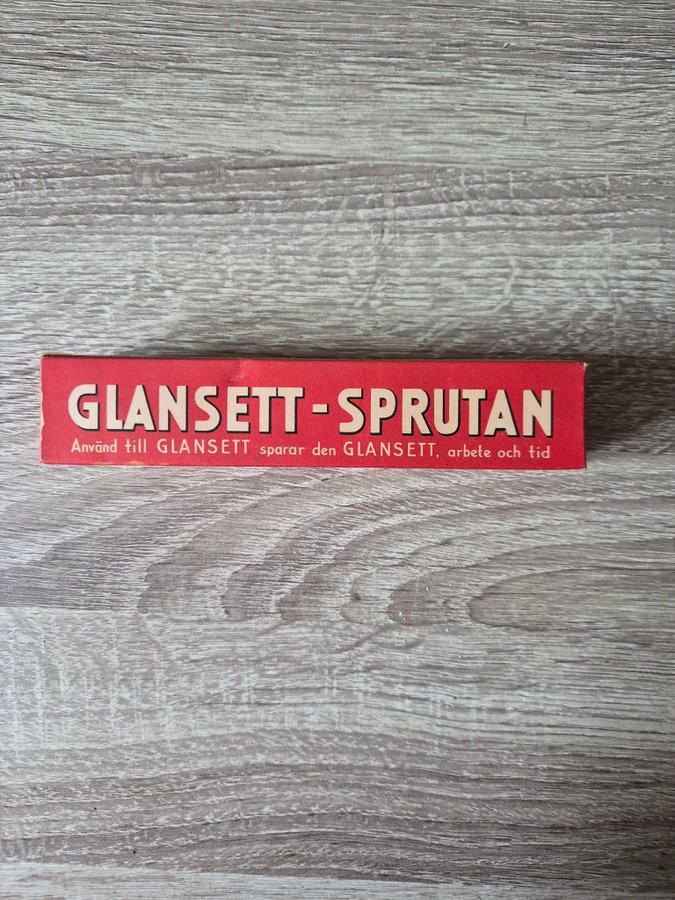 GLANSETT-SPRUTAN
Använd till GLANSETT sparar den GLANSETT, arbete och tid